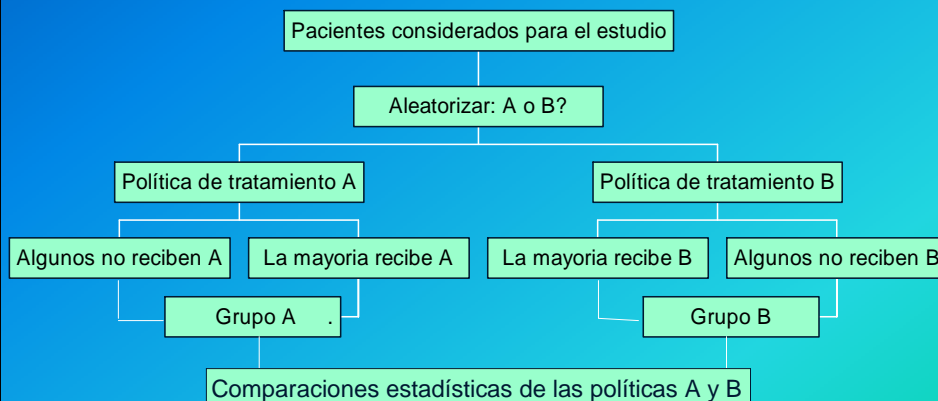 Pacientes considerados para el estudio
Aleatorizar: A o B?
Política de tratamiento A
Política de tratamiento B
Algunos no reciben A
La mayoria recibe A
La mayoria recibe B
Algunos no reciben B
Grupo A .
Grupo B
Comparaciones estadísticas de las políticas A y B